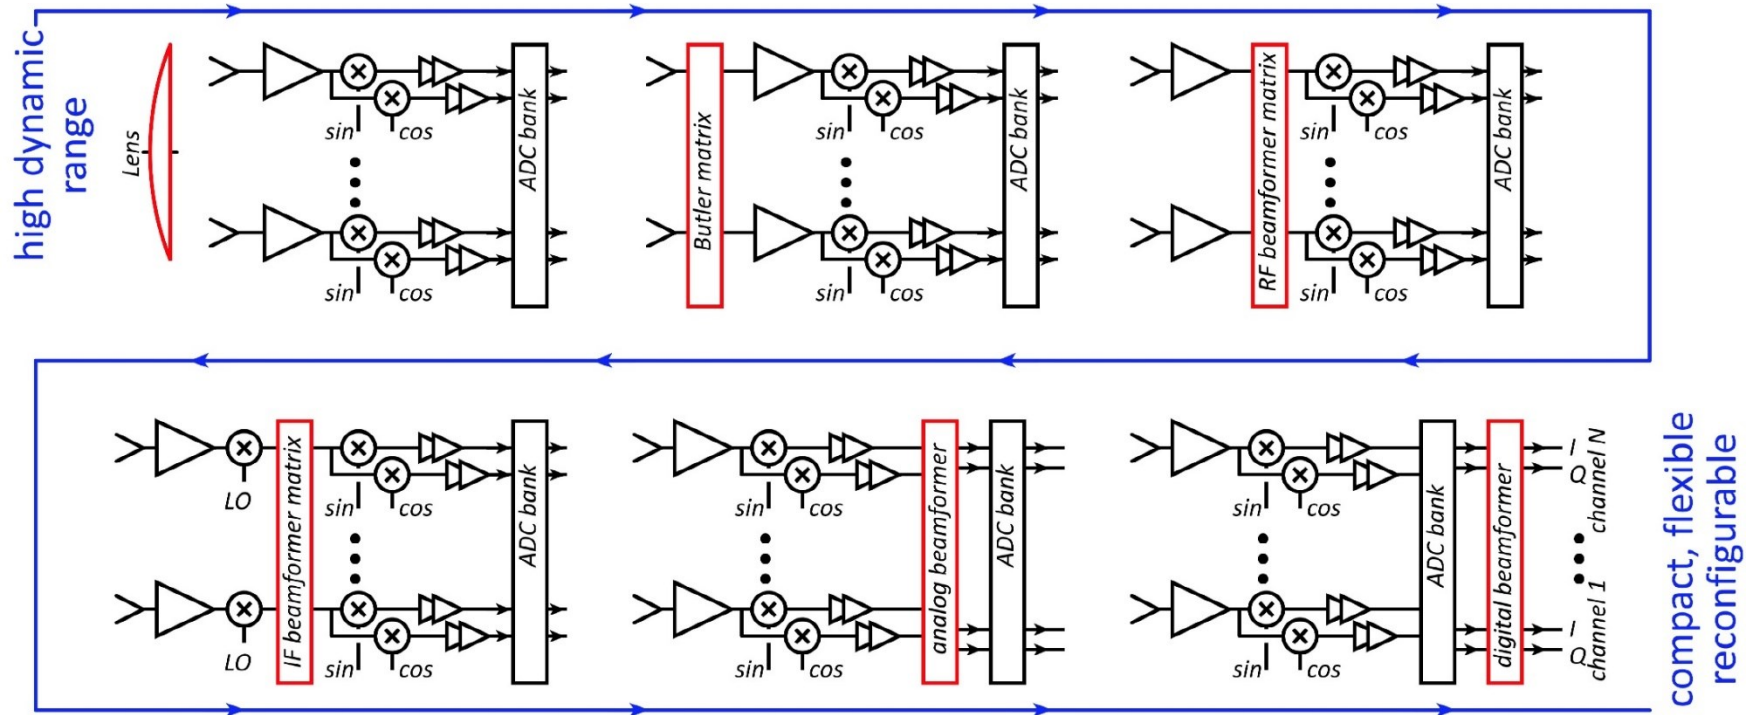 high dynamic
range
Lens
sin
cos
sin
cos
ADC bank
Butler matrix
sin
cos
sin
cos
ADC bank
RF beamformer matrix
sin
cos
sin
cos
ADC bank
LO
LO
IF beamformer matrix
sin
cos
sin
cos
ADC bank
sin
cos
sin
cos
analog beamformer
ADC bank
sin
cos
sin
cos
ADC bank
digital beamformer
I
Q
channel N
I
Q
channel 1
compact, flexible
reconfigurable